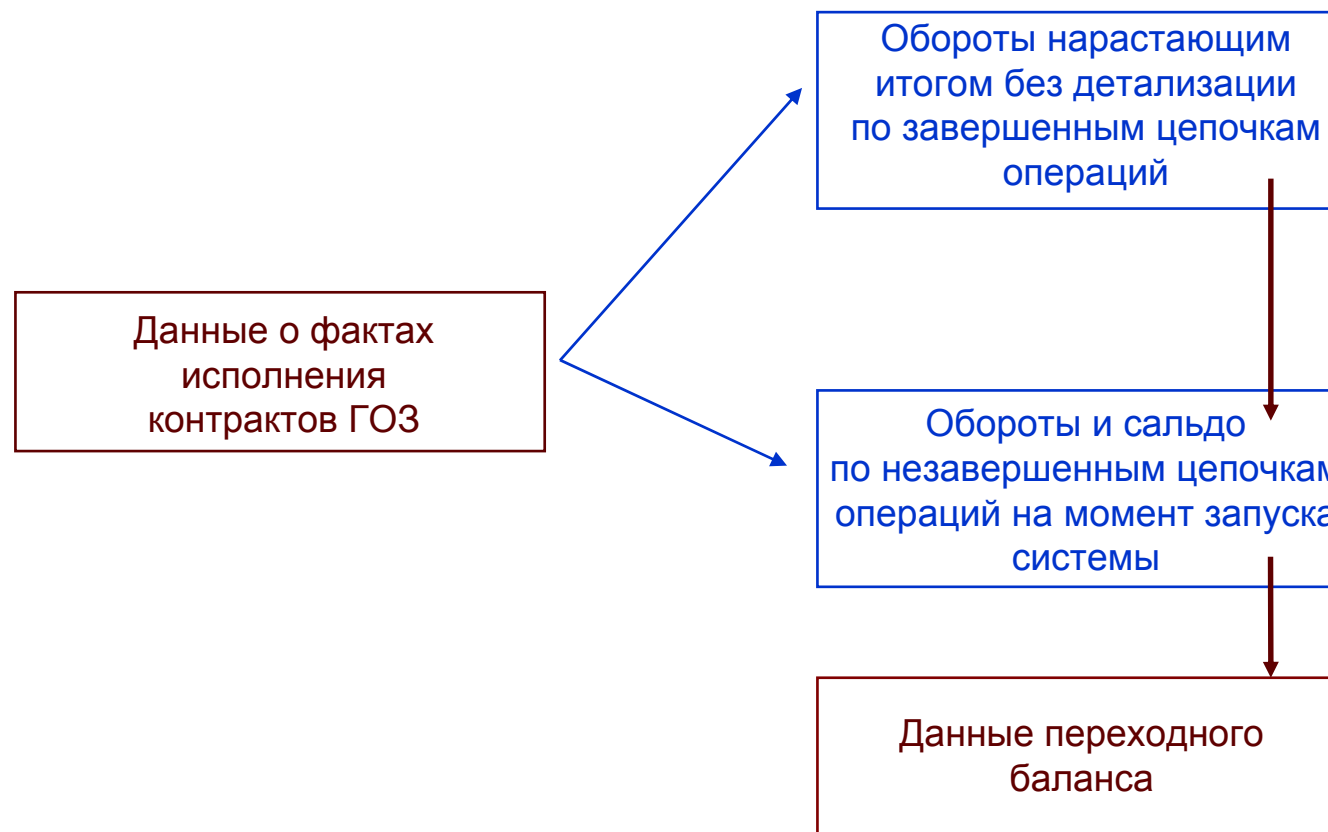 Обороты нарастающим
итогом без детализации
по завершенным цепочкам
операций
Данные о фактах
исполнения
контрактов ГОЗ
Обороты и сальдо
по незавершенным цепочкам
операций на момент запуска
системы
Данные переходного
баланса